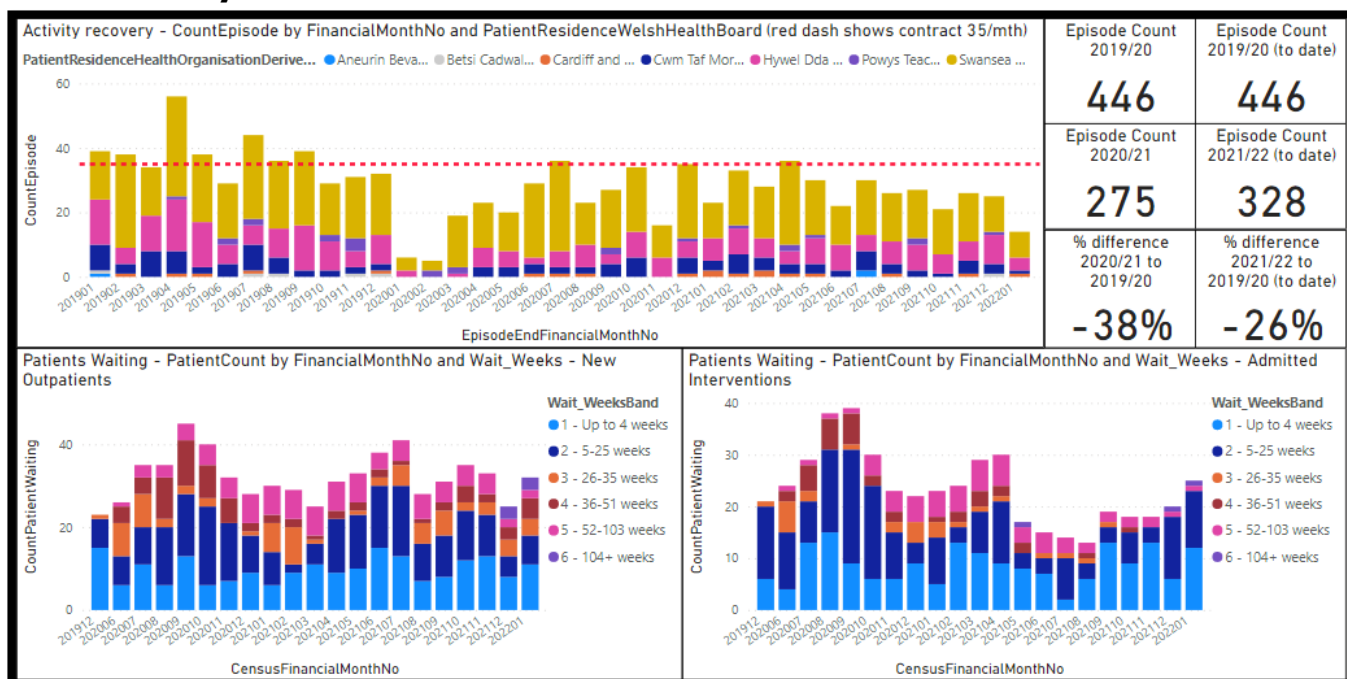 Activity recovery - CountEpisode by FinancialMonthNo and PatientResidenceWelshHealthBoard (red dash shows contract 35/mth)
PatientResidenceHealthOrganisationDerive... Aneurin Beva... Betsi Cadwal... Cardiff and ... Cwm Taf Mor... Hywel Dda ... Powys Teac... Swansea ...
60
40
20
0
CountEpisode
201901 201902 201903 201904 201905 201906 201907 201908 201909 201910 201911 201912 202001 202002 202003 202004 202005 202006 202007 202008 202009 202010 202011 202012 202101 202102 202103 202104 202105 202106 202107 202108 202109 202110 202111 202112 202201
EpisodeEndFinancialMonthNo
Episode Count
2019/20
446
Episode Count
2019/20 (to date)
446
Episode Count
2020/21
275
Episode Count
2021/22 (to date)
328
% difference
2020/21 to
2019/20
-38%
% difference
2021/22 to
2019/20 (to date)
-26%
Patients Waiting - PatientCount by FinancialMonthNo and Wait_Weeks - New
Outpatients
Wait_WeeksBand
1 - Up to 4 weeks
2 - 5-25 weeks
3 - 26-35 weeks
4 - 36-51 weeks
5 - 52-103 weeks
6 - 104+ weeks
40
20
0
CountPatientWaiting
201912 202006 202007 202008 202009 202010 202011 202012 202101 202102 202103 202104 202105 202106 202107 202108 202109 202110 202111 202112 202201
CensusFinancialMonthNo
Patients Waiting - PatientCount by FinancialMonthNo and Wait_Weeks - Admitted
Interventions
Wait_WeeksBand
1 - Up to 4 weeks
2 - 5-25 weeks
3 - 26-35 weeks
4 - 36-51 weeks
5 - 52-103 weeks
6 - 104+ weeks
40
30
20
10
0
CountPatientWaiting
201912 202006 202007 202008 202009 202010 202011 202012 202101 202102 202103 202104 202105 202106 202107 202108 202109 202110 202111 202112 202201
CensusFinancialMonthNo